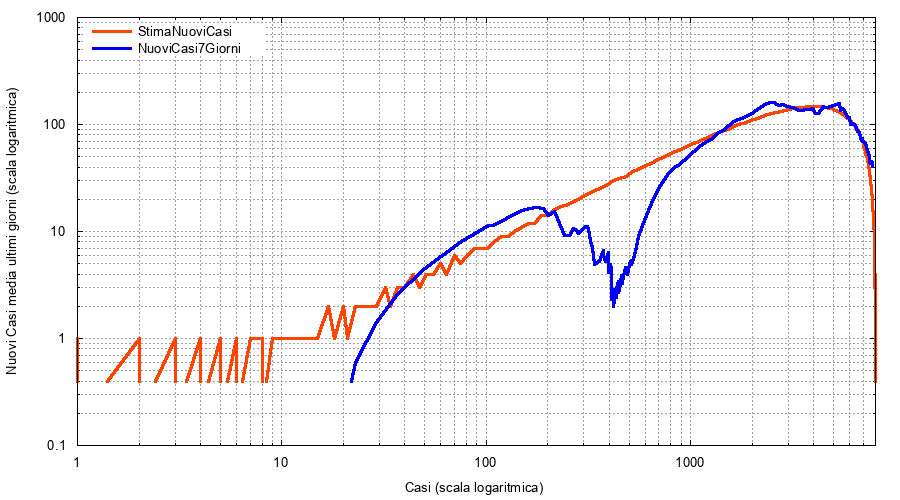 1000
StimaNuoviCasi
NuoviCasi7Giorni
100
10
1
0.1
Nuovi Casi media ultimi giorni (scala logaritmica)
1 10 100 1000
Casi (scala logaritmica)